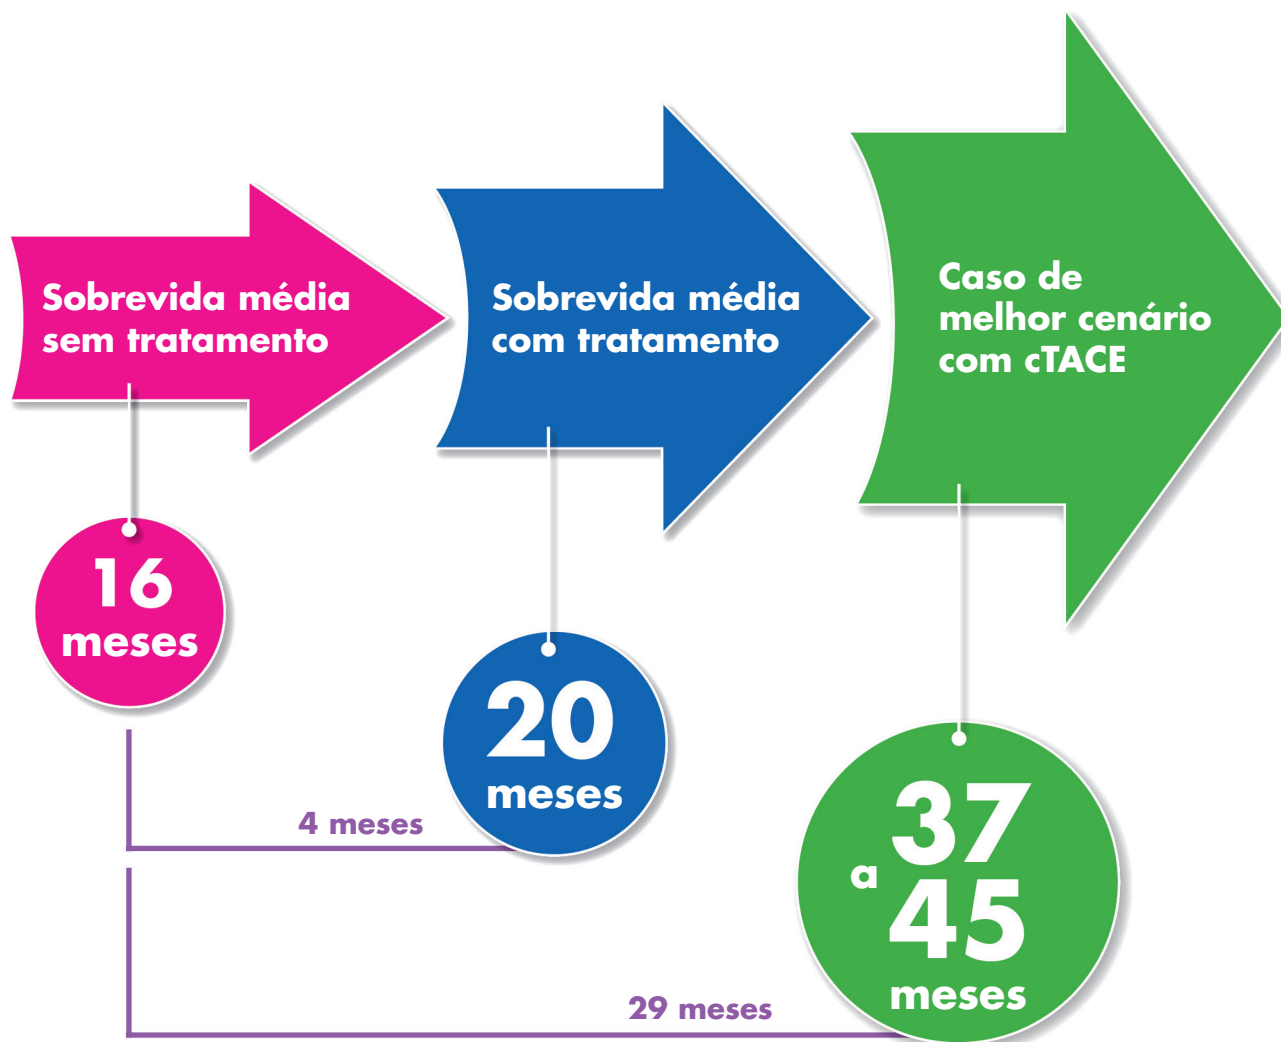 Sobrevida média
sem tratamento
Sobrevida média
com tratamento
Caso de
melhor cenário
com cTACE
16
meses
20
meses
37
a
45
meses
4 meses
29 meses